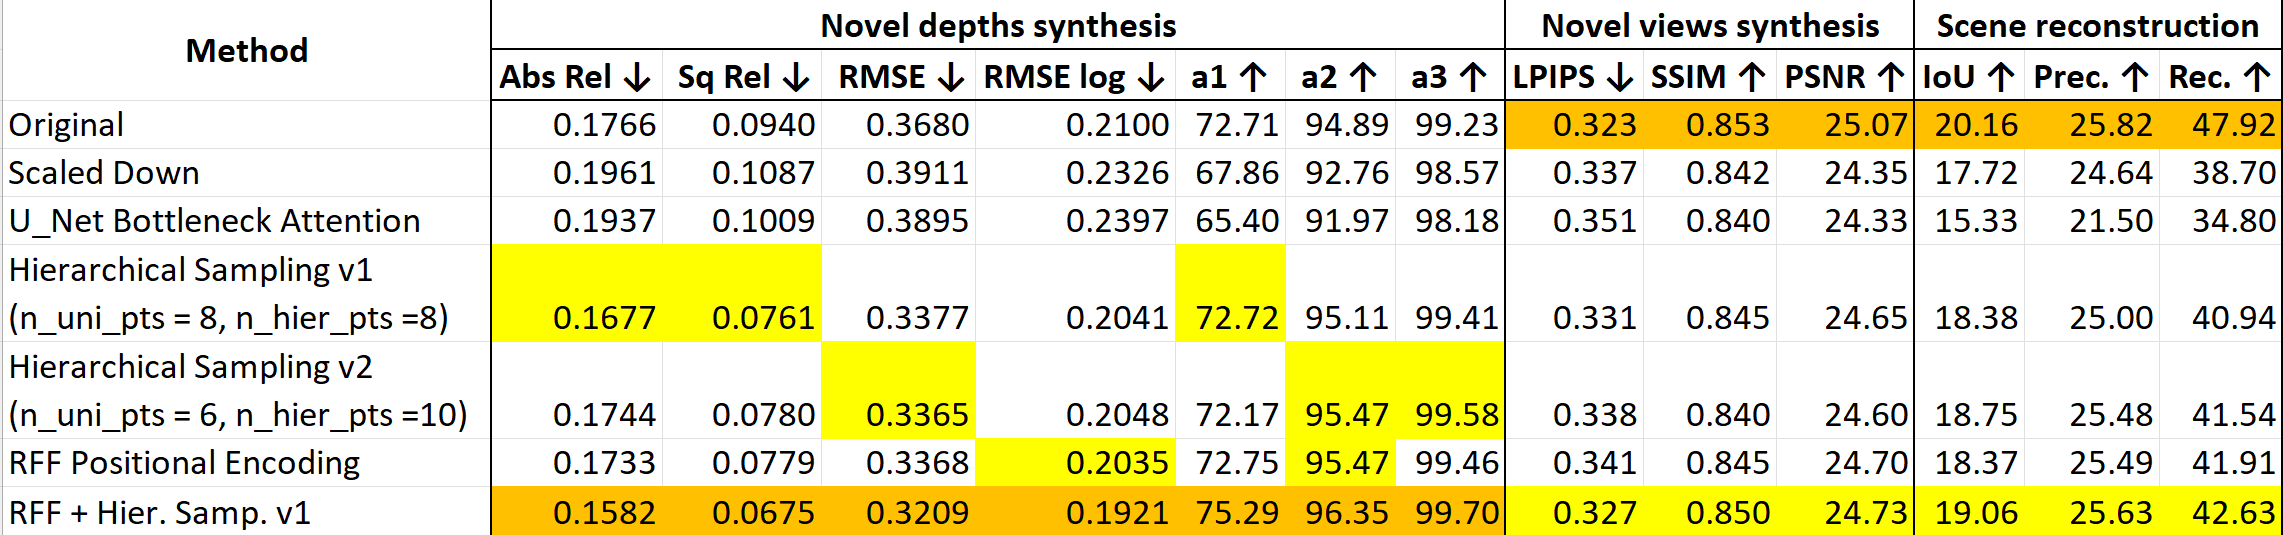 Method Novel depths synthesis Novel views synthesis Scene reconstruction
Abs Rel ↓ Sq Rel ↓ RMSE ↓ RMSE log ↓ a1 ↑ a2 ↑ a3 ↑ LPIPS ↓ SSIM ↑ PSNR ↑ IoU ↑ Prec. ↑ Rec. ↑
Original 0.1766 0.0940 0.3680 0.2100 72.71 94.89 99.23 0.323 0.853 25.07 20.16 25.82 47.92
Scaled Down 0.1961 0.1087 0.3911 0.2326 67.86 92.76 98.57 0.337 0.842 24.35 17.72 24.64 38.70
U_Net Bottleneck Attention 0.1937 0.1009 0.3895 0.2397 65.40 91.97 98.18 0.351 0.840 24.33 15.33 21.50 34.80
Hierarchical Sampling v1
(n_uni_pts = 8, n_hier_pts =8) 0.1677 0.0761 0.3377 0.2041 72.72 95.11 99.41 0.331 0.845 24.65 18.38 25.00 40.94
Hierarchical Sampling v2
(n_uni_pts = 6, n_hier_pts =10) 0.1744 0.0780 0.3365 0.2048 72.17 95.47 99.58 0.338 0.840 24.60 18.75 25.48 41.54
RFF Positional Encoding 0.1733 0.0779 0.3368 0.2035 72.75 95.47 99.46 0.341 0.845 24.70 18.37 25.49 41.91
RFF + Hier. Samp. v1 0.1582 0.0675 0.3209 0.1921 75.29 96.35 99.70 0.327 0.850 24.73 19.06 25.63 42.63